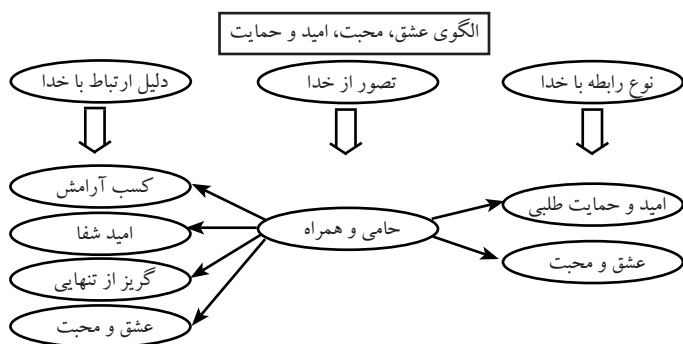 الگوی عشق، محبت، امید و حمایت
نوع رابطه با خدا
تصور از خدا
دلیل ارتباط با خدا
امید و حمایت طلبی
عشق و محبت
حامی و همراه
کسب آرامش
امید شفا
گریز از تنهایی
عشق و محبت